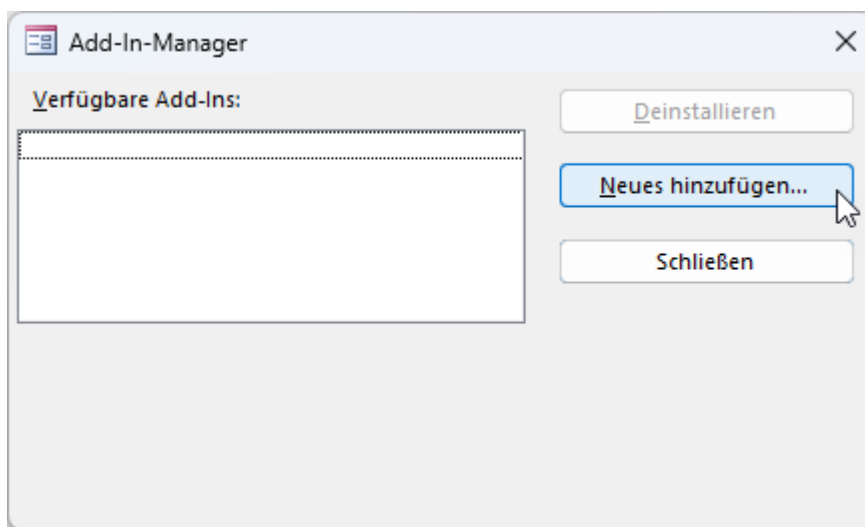 Add-In-Manager
Verfügbare Add-Ins:
Deinstallieren
Neues hinzufügen...
Schließen